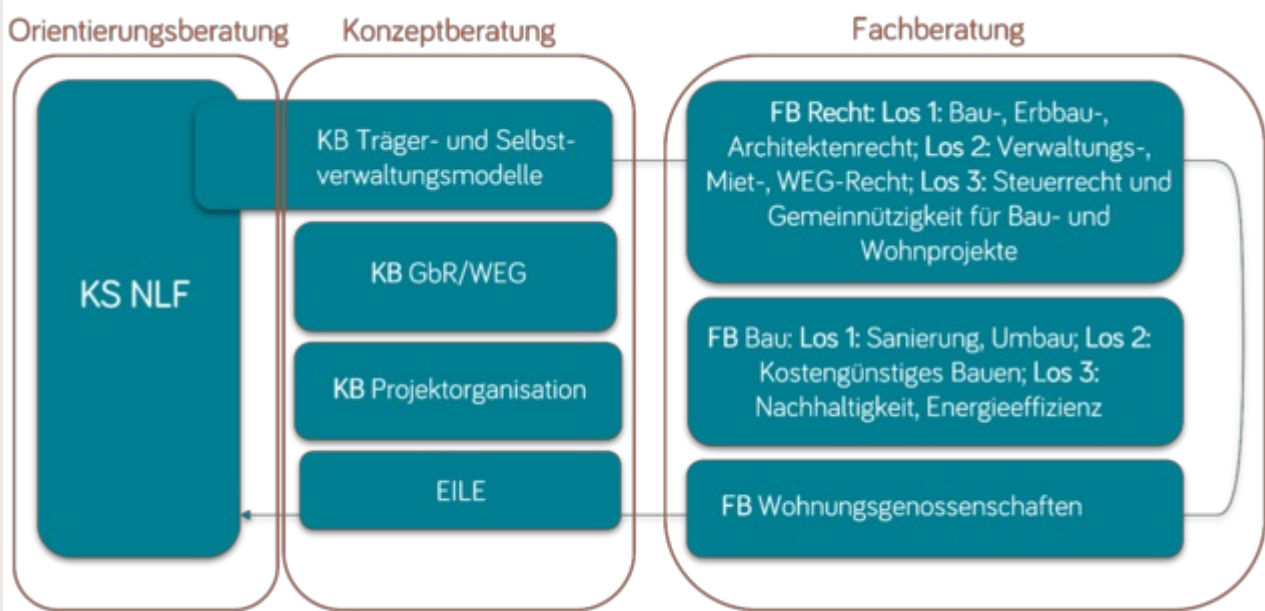 Orientierungsberatung
Konzeptberatung
Fachberatung
KS NLF
KB Träger- und Selbst-
verwaltungsmodelle
KB GbR/WEG
KB Projektorganisation
EILE
FB Recht: Los 1: Bau-, Erbbau-,
Architektenrecht; Los 2: Verwaltungs-,
Miet-, WEG-Recht; Los 3: Steuerrecht und
Gemeinnützigkeit für Bau- und
Wohnprojekte
FB Bau: Los 1: Sanierung, Umbau; Los 2:
Kostengünstiges Bauen; Los 3:
Nachhaltigkeit, Energieeffizienz
FB Wohnungsgenossenschaften